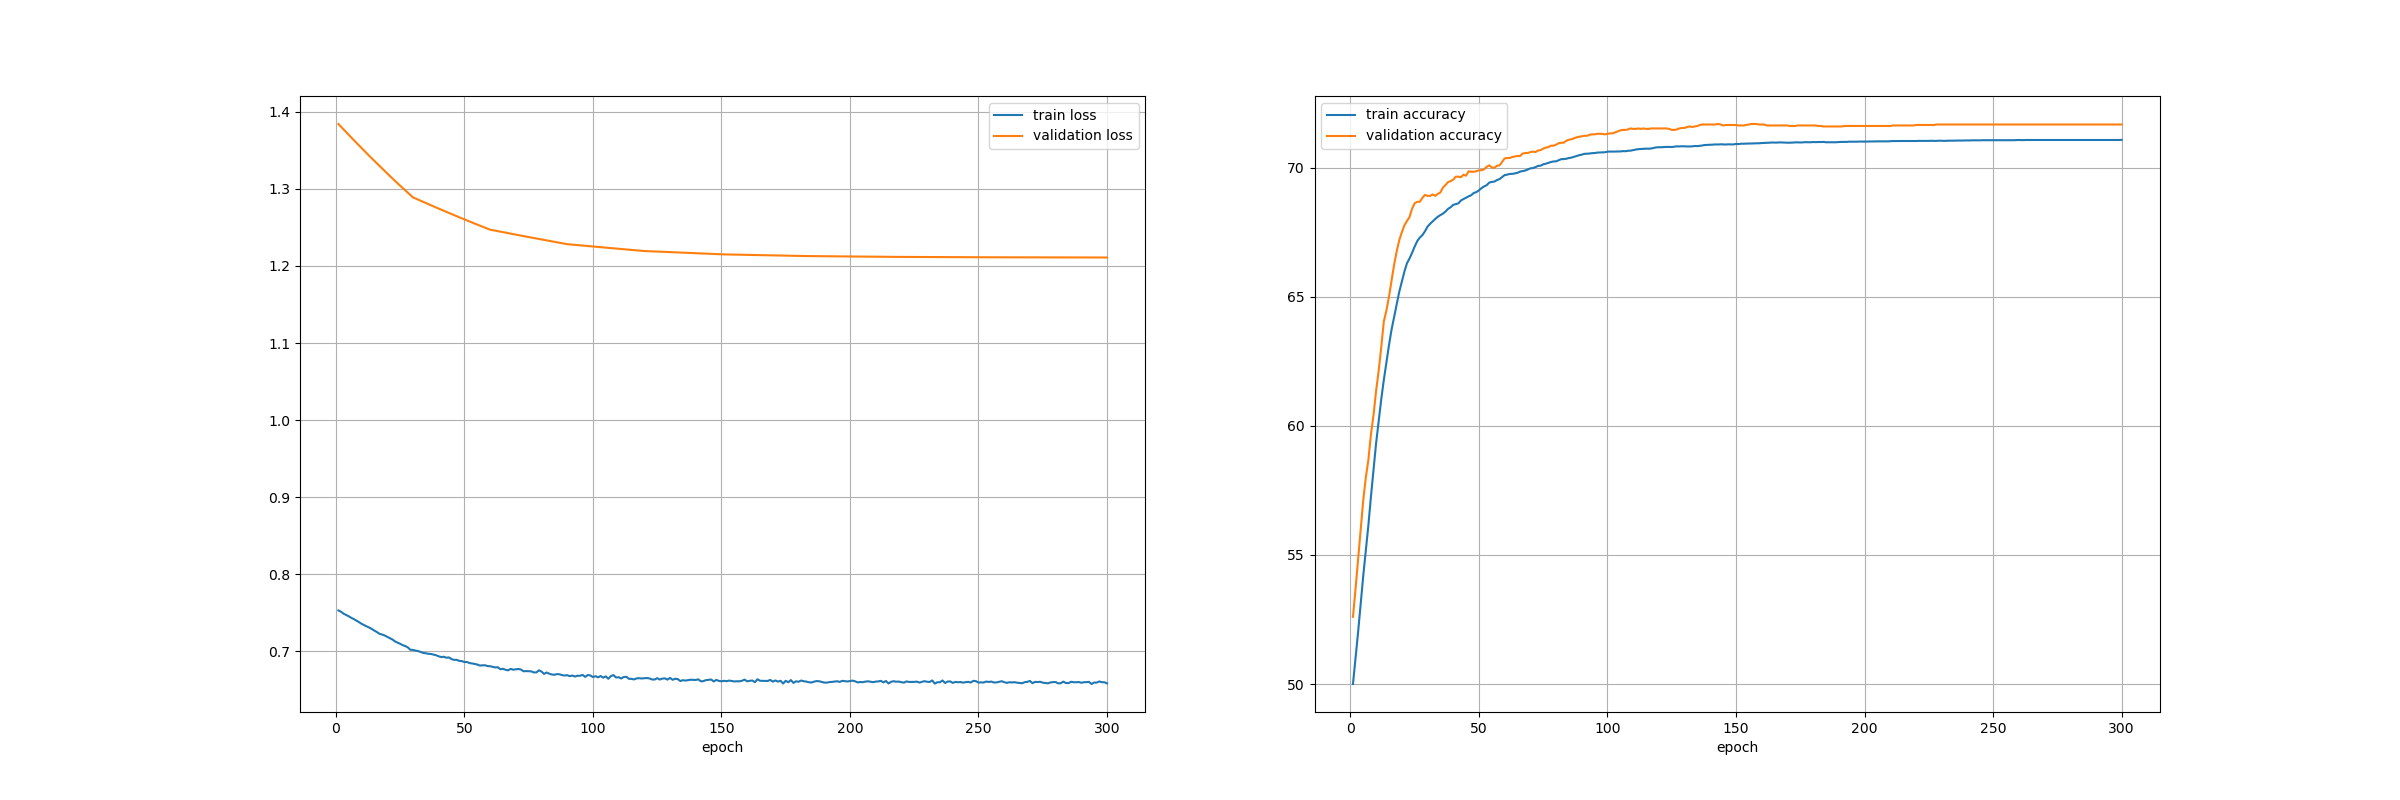 1.4
1.3
1.2
1.1
1.0
0.9
0.8
0.7
0 50 100 150 200 250 300
epoch
train loss
validation loss
70
65
60
55
50
0 50 100 150 200 250 300
epoch
train accuracy
validation accuracy